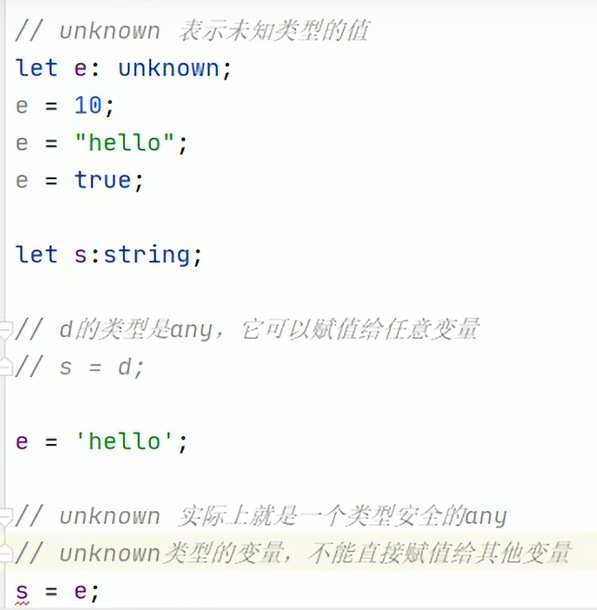 // unknown 表示未知类型的值
let e: unknown;
e = 10;
e = "hello";
e = true;
let s:string;
// d的类型是any，它可以赋值给任意变量
// s = d;
e = 'hello';
// unknown 实际上就是一个类型安全的any
// unknown类型的变量，不能直接赋值给其他变量
s = e;